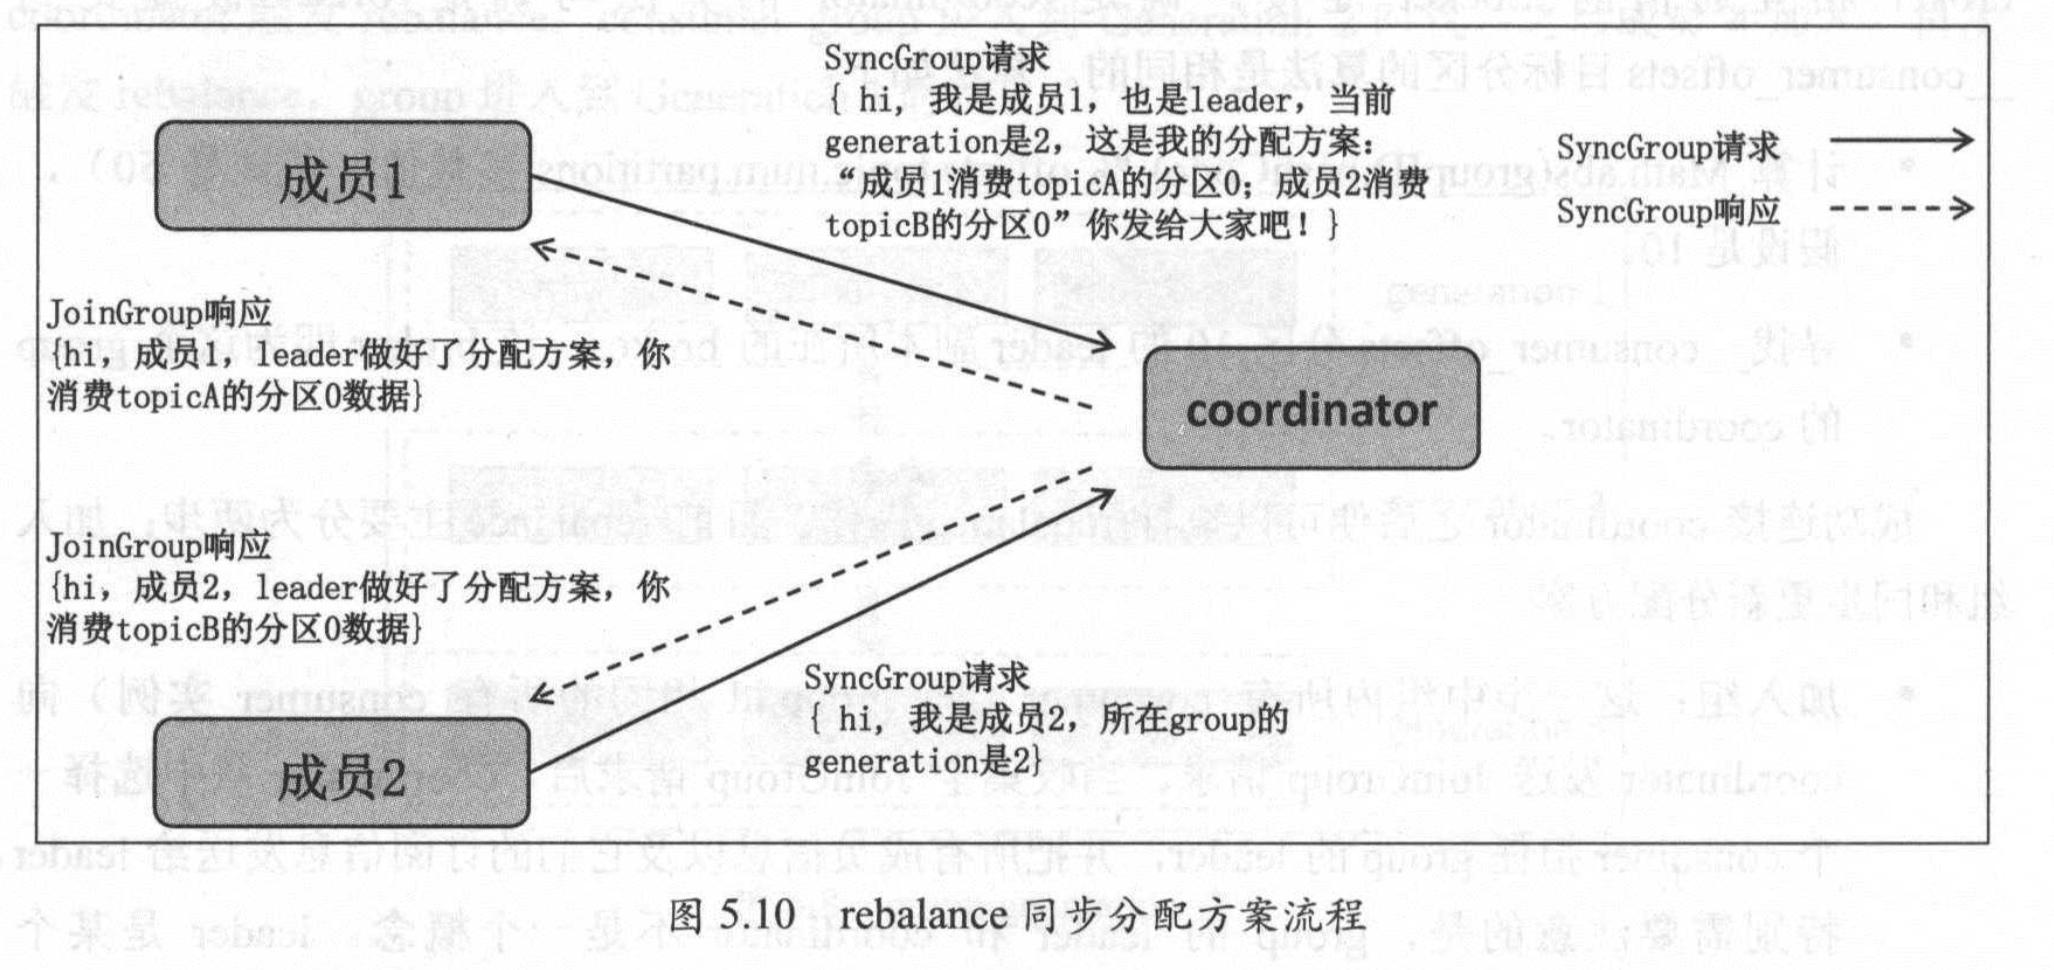 SyncGroup请求
{ hi, 我是成员1，也是leader，当前
generation是2，这是我的分配方案：
“成员1消费topicA的分区0；成员2消费
topicB的分区0”你发给大家吧！}
SyncGroup请求
SyncGroup响应
成员1
JoinGroup响应
{hi，成员1，leader做好了分配方案，你
消费topicA的分区0数据}
coordinator
JoinGroup响应
{hi，成员2，leader做好了分配方案，你
消费topicB的分区0数据}
SyncGroup请求
{ hi, 我是成员2，所在group的
generation是2}
成员2
图 5.10 rebalance 同步分配方案流程